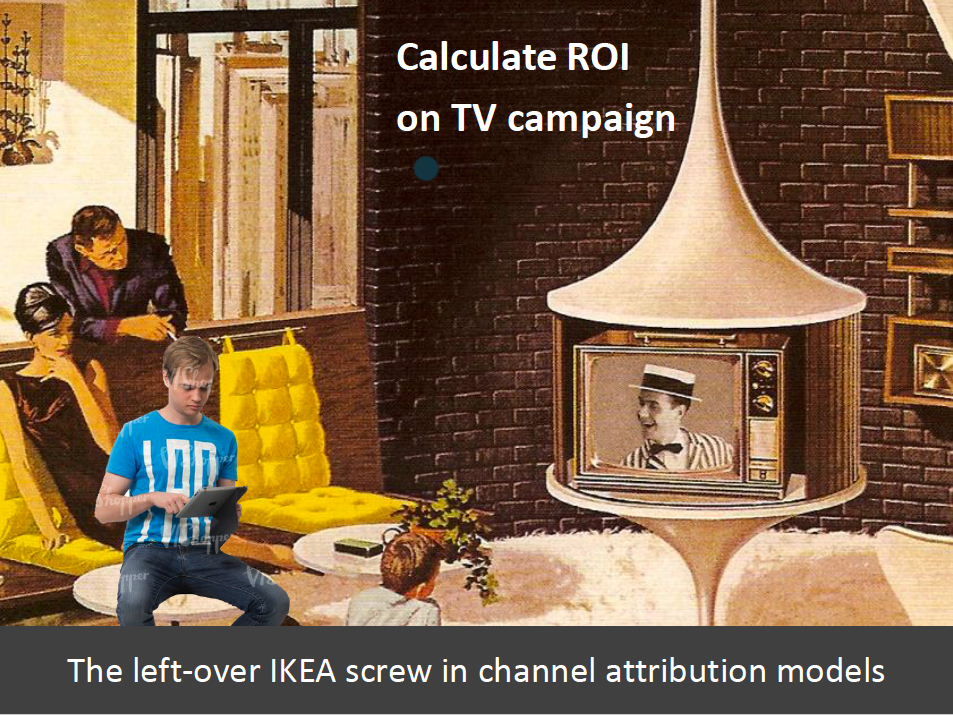 Calculate ROI
on TV campaign
The left-over IKEA screw in channel attribution models